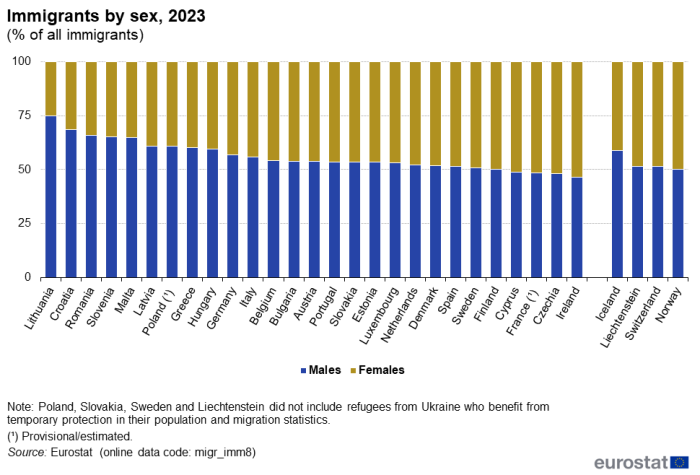 Immigrants by sex, 2023
(% of all immigrants)
100
75
50
25
0
Lithuania
Croatia
Romania
Slovenia
Malta
Latvia
Poland (¹)
Greece
Hungary
Germany
Italy
Belgium
Bulgaria
Austria
Portugal
Slovakia
Estonia
Luxembourg
Netherlands
Denmark
Spain
Sweden
Finland
Cyprus
France (¹)
Czechia
Ireland
Iceland
Liechtenstein
Switzerland
Norway
Males Females
Note: Poland, Slovakia, Sweden and Liechtenstein did not include refugees from Ukraine who benefit from
temporary protection in their population and migration statistics.
(¹) Provisional/estimated.
Source: Eurostat (online data code: migr_imm8)
eurostat